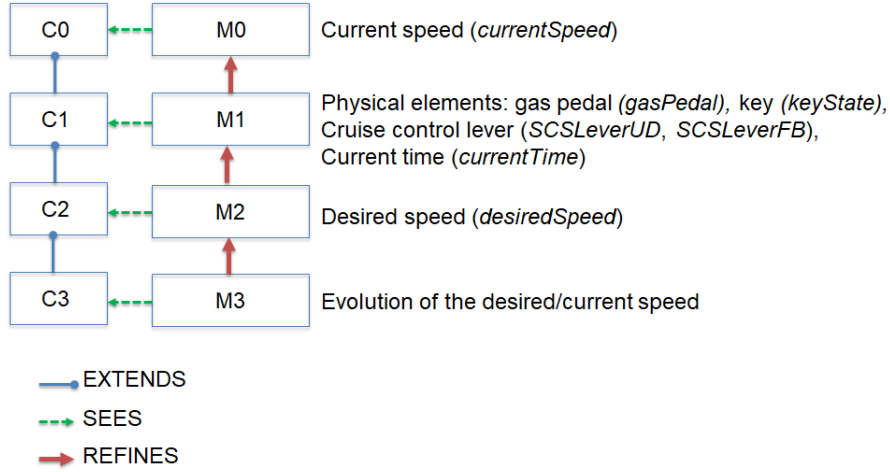 C0 M0 Current speed (currentSpeed)
C1 M1 Physical elements: gas pedal (gasPedal), key (keyState),
Cruise control lever (SCSLeverUD, SCSLeverFB),
Current time (currentTime)
C2 M2 Desired speed (desiredSpeed)
C3 M3 Evolution of the desired/current speed
EXTENDS
SEES
REFINES